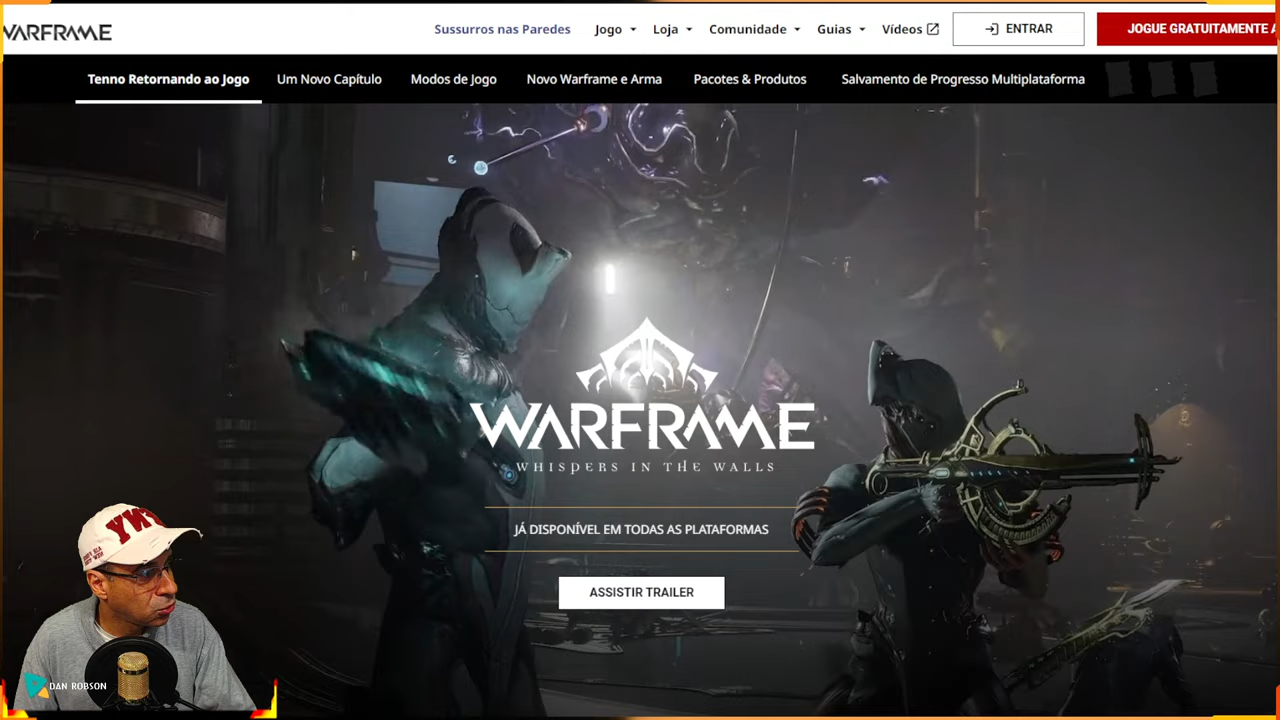 WARFRAME
Sussurros nas Paredes Jogo Loja Comunidade Guias Vídeos ENTRAR JOGUE GRATUITAMENTE A
Tenno Retornando ao Jogo Um Novo Capítulo Modos de Jogo Novo Warframe e Arma Pacotes & Produtos Salvamento de Progresso Multiplataforma
WARFRAME
WHISPERS IN THE WALLS
JÁ DISPONÍVEL EM TODAS AS PLATAFORMAS
ASSISTIR TRAILER
DAN ROBSON